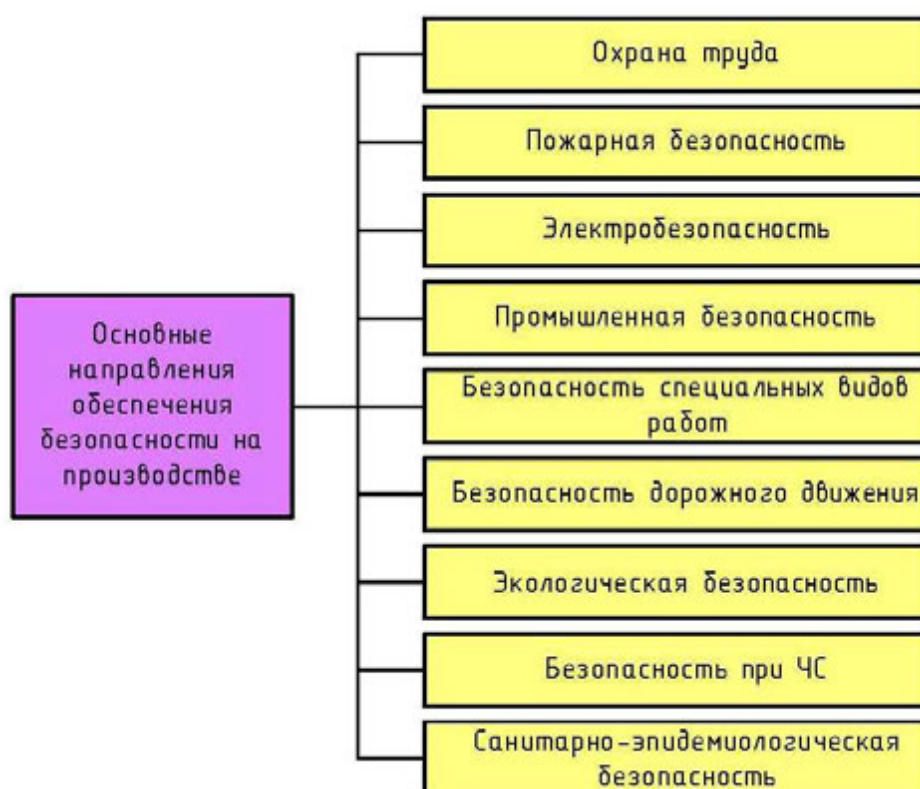 Основные
направления
обеспечения
безопасности на
производстве
Охрана труда
Пожарная безопасность
Электробезопасность
Промышленная безопасность
Безопасность специальных видов
работ
Безопасность дорожного движения
Экологическая безопасность
Безопасность при ЧС
Санитарно-эпидемиологическая
безопасность